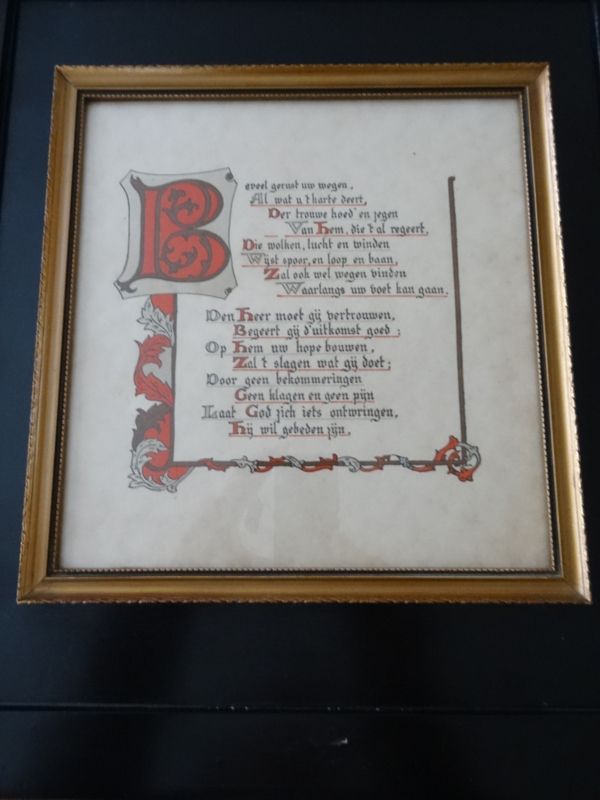 Beveel gerust uw wegen,
Al wat u 't harte deert,
Der trouwe hoed' en zegen
Van Hem, die 't al regeert,
Die wolken, lucht en winden
Wijst spoor, en loop en baan,
Zal ook wel wegen vinden
Waarlangs uw voet kan gaan.
Den Heer moet gij vertrouwen,
Begeert gij d'uitkomst goed ;
Op Hem uw hope bouwen,
Zal 't slagen wat gij doet ;
Door geen bekommeringen
Geen klagen en geen pijn
Laat God zich iets ontwringen,
Hij wil gebeden zijn.